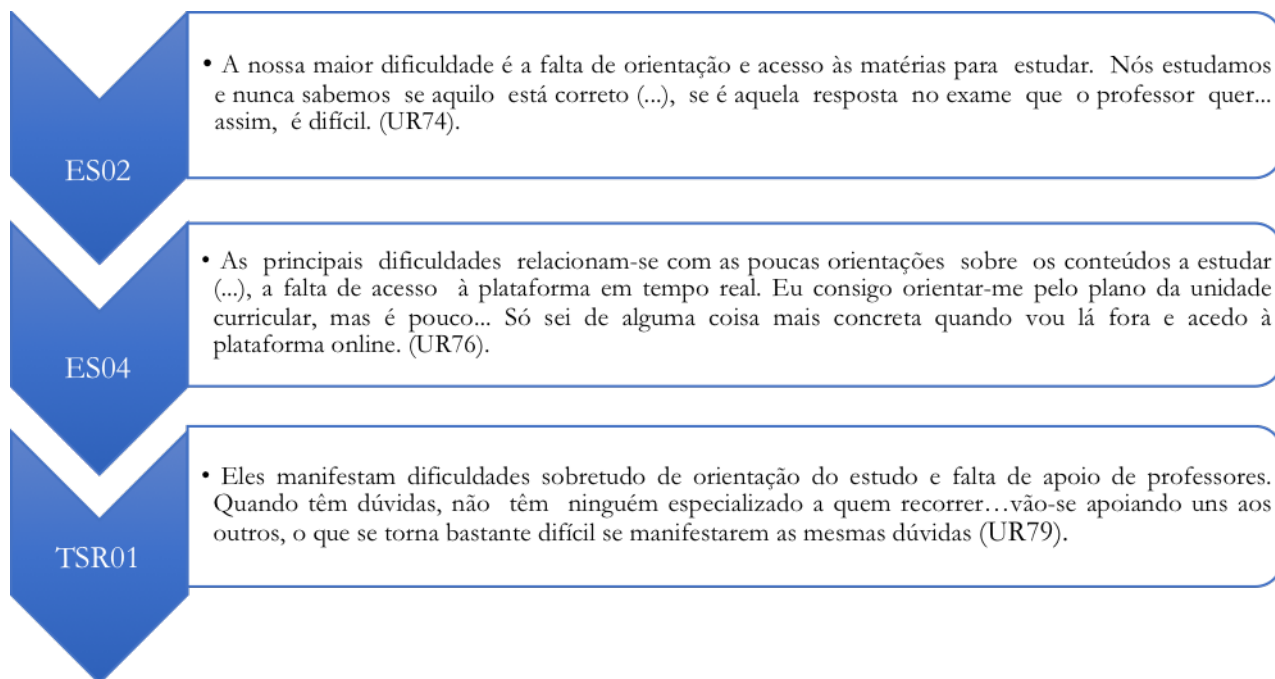 • A nossa maior dificuldade é a falta de orientação e acesso às matérias para estudar. Nós estudamos
e nunca sabemos se aquilo está correto (...), se é aquela resposta no exame que o professor quer...
assim, é difícil. (UR74).
ES02
• As principais dificuldades relacionam-se com as poucas orientações sobre os conteúdos a estudar
(...), a falta de acesso à plataforma em tempo real. Eu consigo orientar-me pelo plano da unidade
curricular, mas é pouco... Só sei de alguma coisa mais concreta quando vou lá fora e acedo à
plataforma online. (UR76).
ES04
• Eles manifestam dificuldades sobretudo de orientação do estudo e falta de apoio de professores.
Quando têm dúvidas, não têm ninguém especializado a quem recorrer…vão-se apoiando uns aos
outros, o que se torna bastante difícil se manifestarem as mesmas dúvidas (UR79).
TSR01